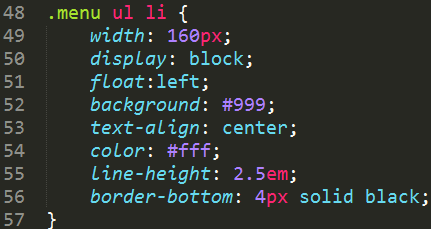 48 .menu ul li {
49 width: 160px;
50 display: block;
51 float:left;
52 background: #999;
53 text-align: center;
54 color: #fff;
55 line-height: 2.5em;
56 border-bottom: 4px solid black;
57 }